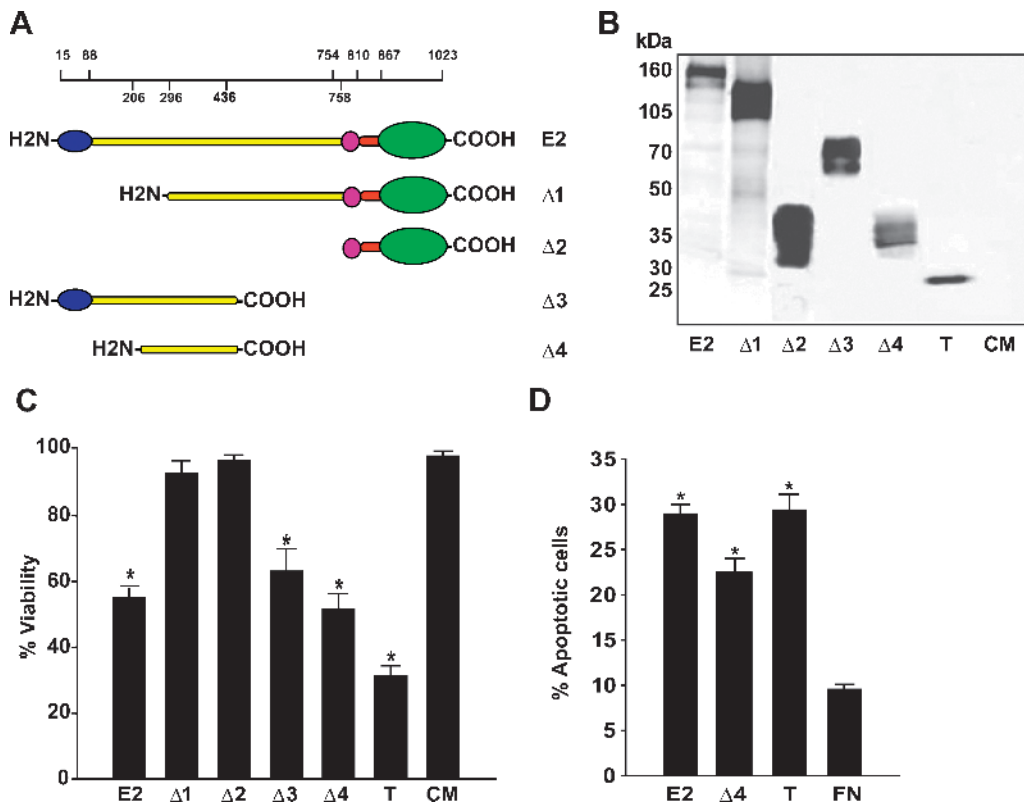 A
15 88 754 810 867 1023
206 296 436 758
H2N COOH E2
H2N COOH Δ1
COOH Δ2
H2N COOH Δ3
H2N COOH Δ4
B
kDa
160
105
70
50
35
30
25
E2 Δ1 Δ2 Δ3 Δ4 T CM
C
% Viability
100
80
60
40
20
0
* * * *
E2 Δ1 Δ2 Δ3 Δ4 T CM
D
% Apoptotic cells
35
30
25
20
15
10
5
0
* * *
E2 Δ4 T FN